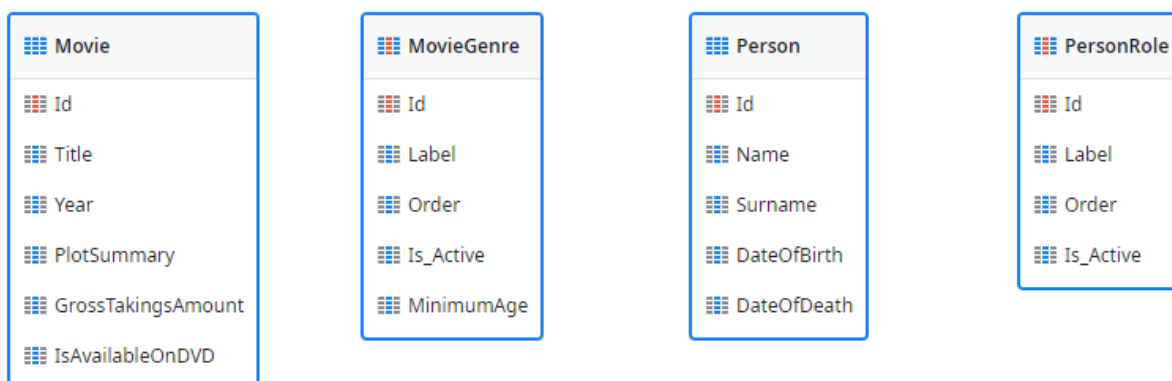 Movie
Id
Title
Year
PlotSummary
GrossTakingsAmount
IsAvailableOnDVD
MovieGenre
Id
Label
Order
Is_Active
MinimumAge
Person
Id
Name
Surname
DateOfBirth
DateOfDeath
PersonRole
Id
Label
Order
Is_Active